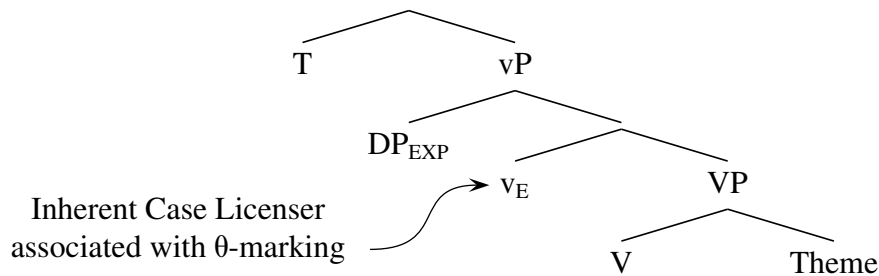 T vP
DP_EXP
v_E VP
Inherent Case Licenser
associated with θ-marking
V Theme